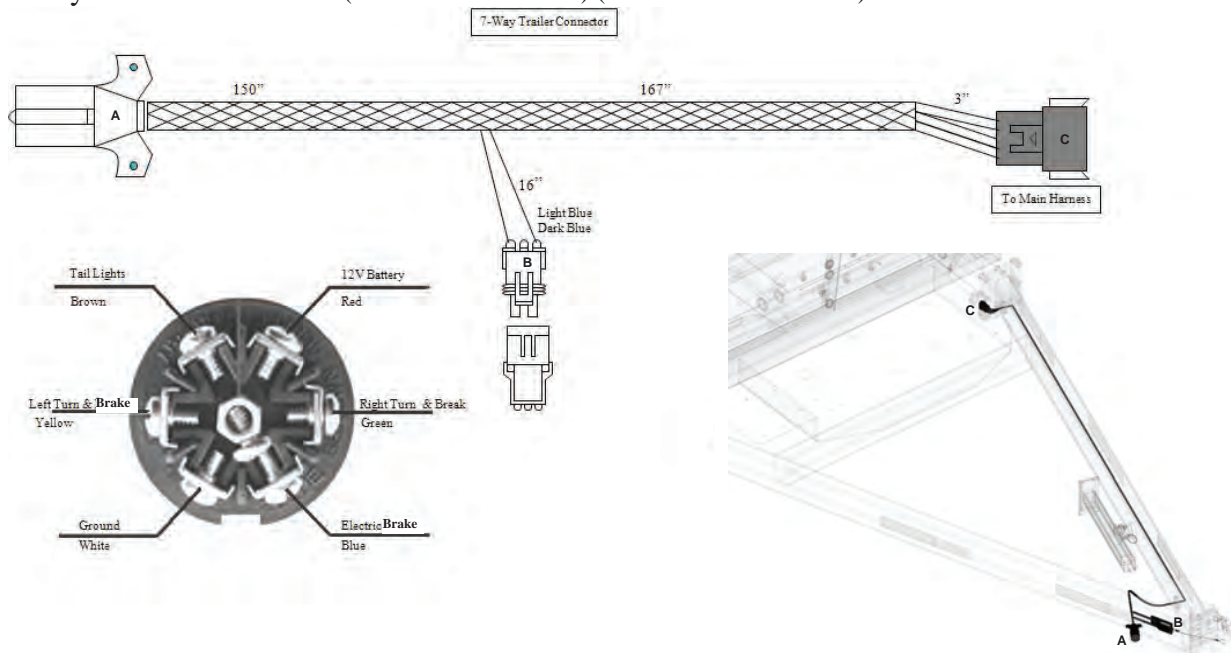 7-Way Trailer Connector
150”
167”
3”
A
C
16”
To Main Harness
Light Blue
Dark Blue
B
Tail Lights
Brown
12V Battery
Red
Left Turn & Brake
Yellow
Right Turn & Break
Green
Ground
White
Electric Brake
Blue
C
B
A